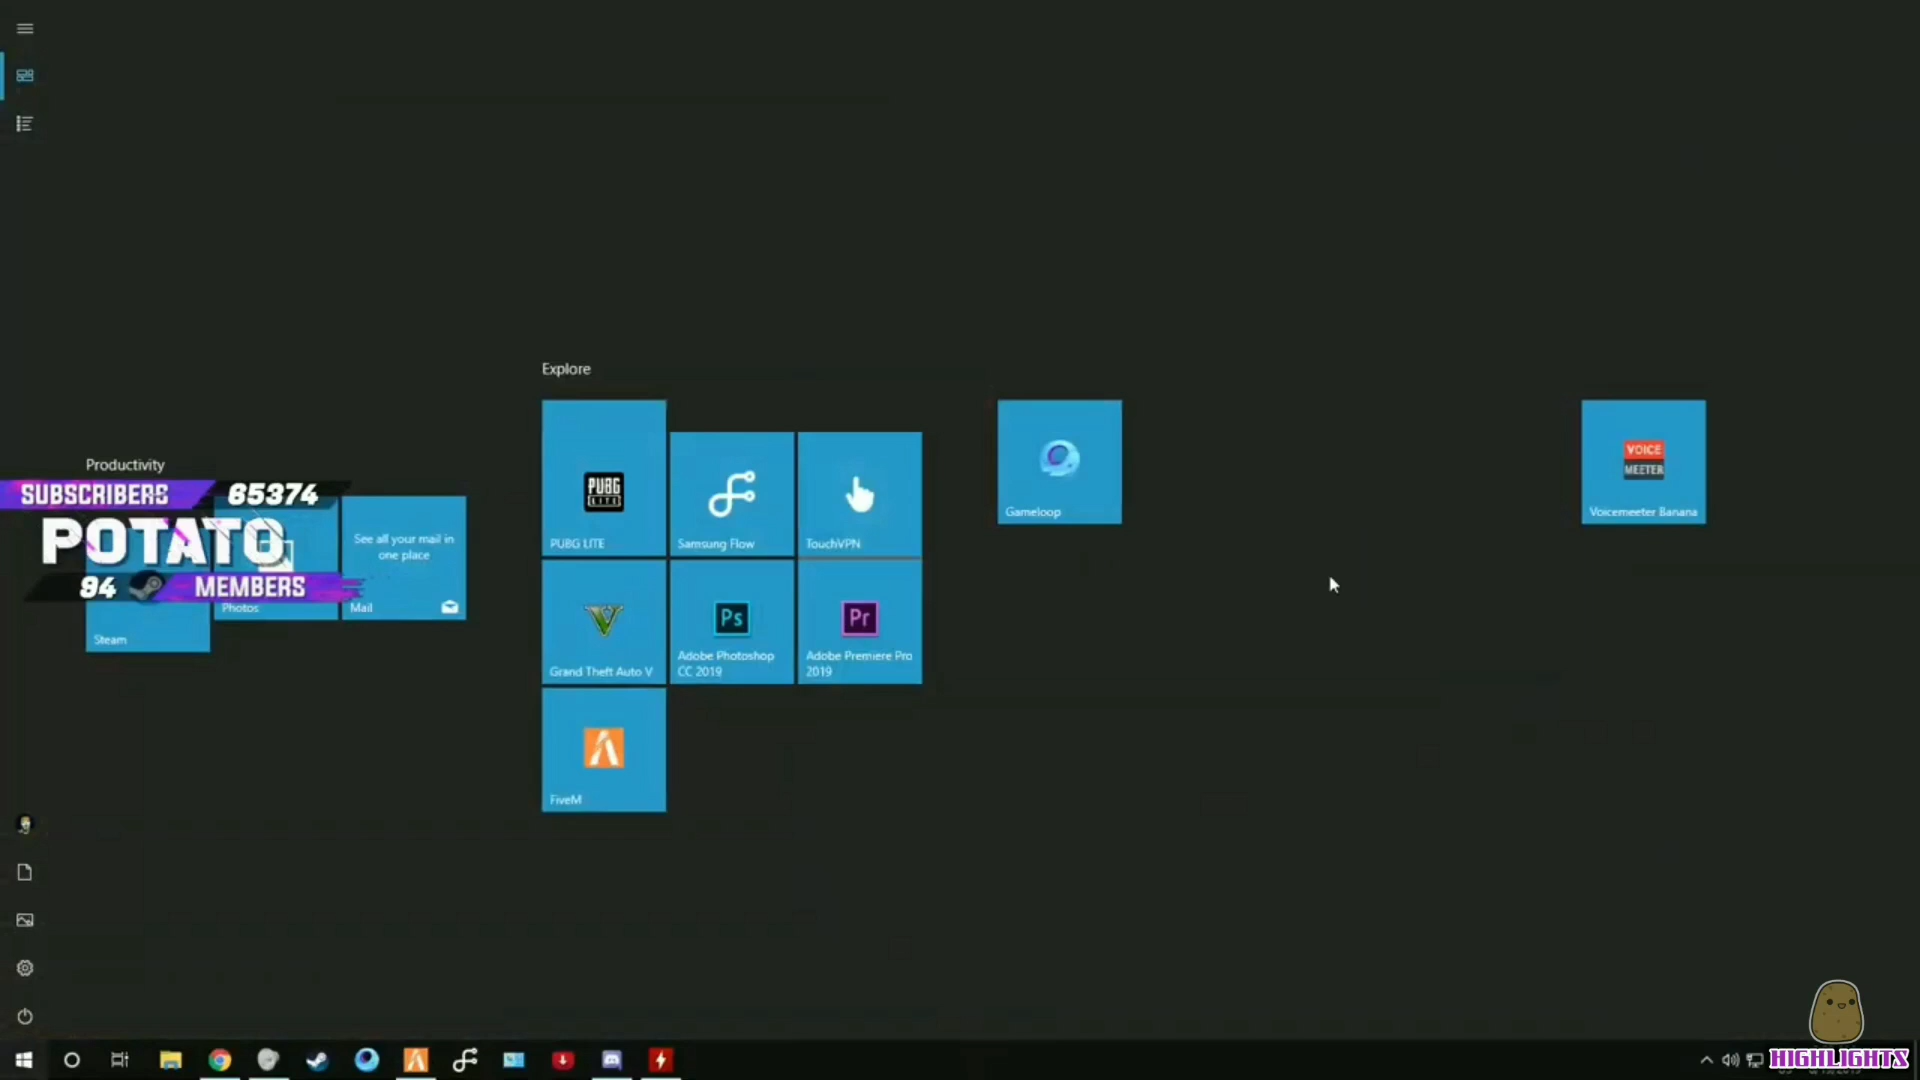 Explore
PUBG
LITE
PUBG LITE
Samsung Flow
TouchVPN
Gameloop
VOICE
MEETER
Voicemeeter Banana
Productivity
SUBSCRIBERS 65374
POTATO
94 MEMBERS
See all your mail in
one place
Photos
Mail
Steam
V
Grand Theft Auto V
Ps
Adobe Photoshop
CC 2019
Pr
Adobe Premiere Pro
2019
FiveM
HIGHLIGHTS